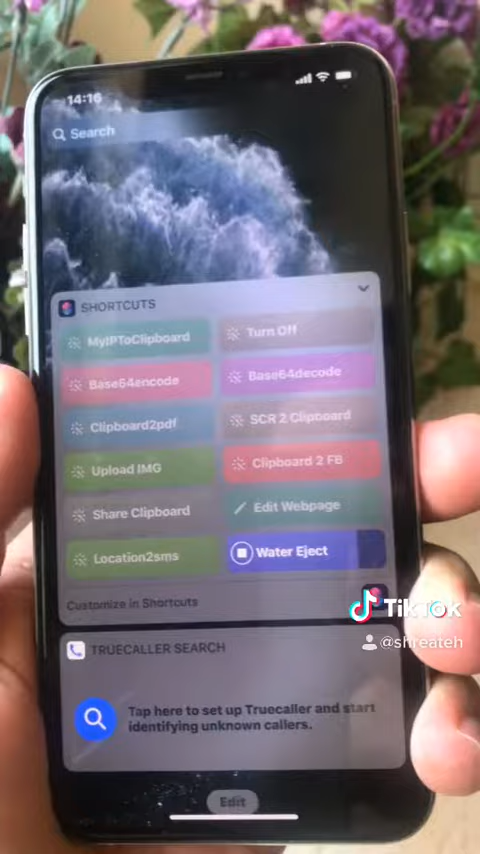 14:16
Search
SHORTCUTS
MyIPToClipboard
Turn Off
Base64encode
Base64decode
Clipboard2pdf
SCR 2 Clipboard
Upload IMG
Clipboard 2 FB
Share Clipboard
Edit Webpage
Location2sms
Water Eject
Customize in Shortcuts
TikTok
@shreateh
TRUECALLER SEARCH
Tap here to set up Truecaller and start
identifying unknown callers.
Edit